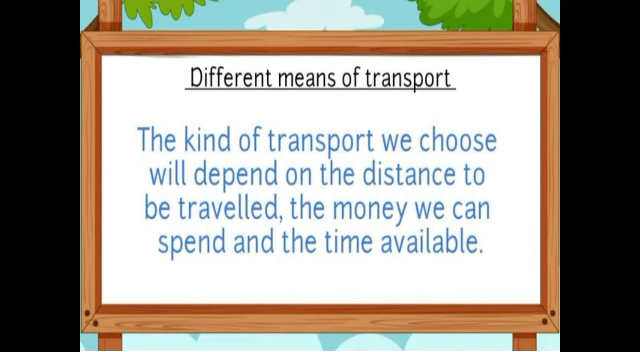 Different means of transport
The kind of transport we choose
will depend on the distance to
be travelled, the money we can
spend and the time available.